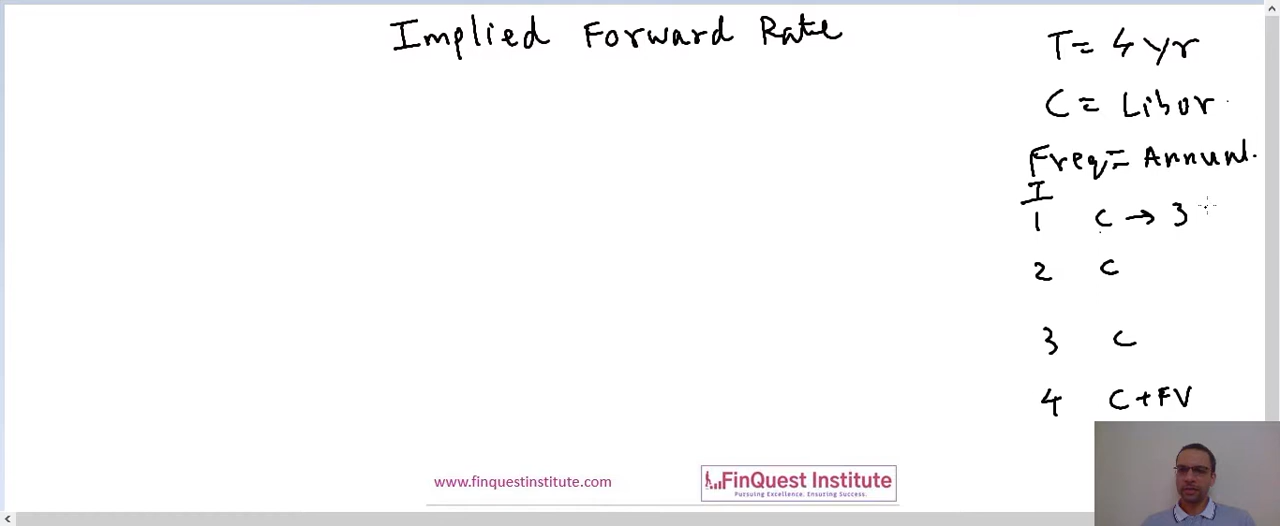 Implied Forward Rate
T= 4 yr
C = Libor
Freq= Annual.
I
1 C → 3
2 C
3 C
4 C+FV
www.finquestinstitute.com
FinQuest Institute
Pursuing Excellence. Ensuring Success.